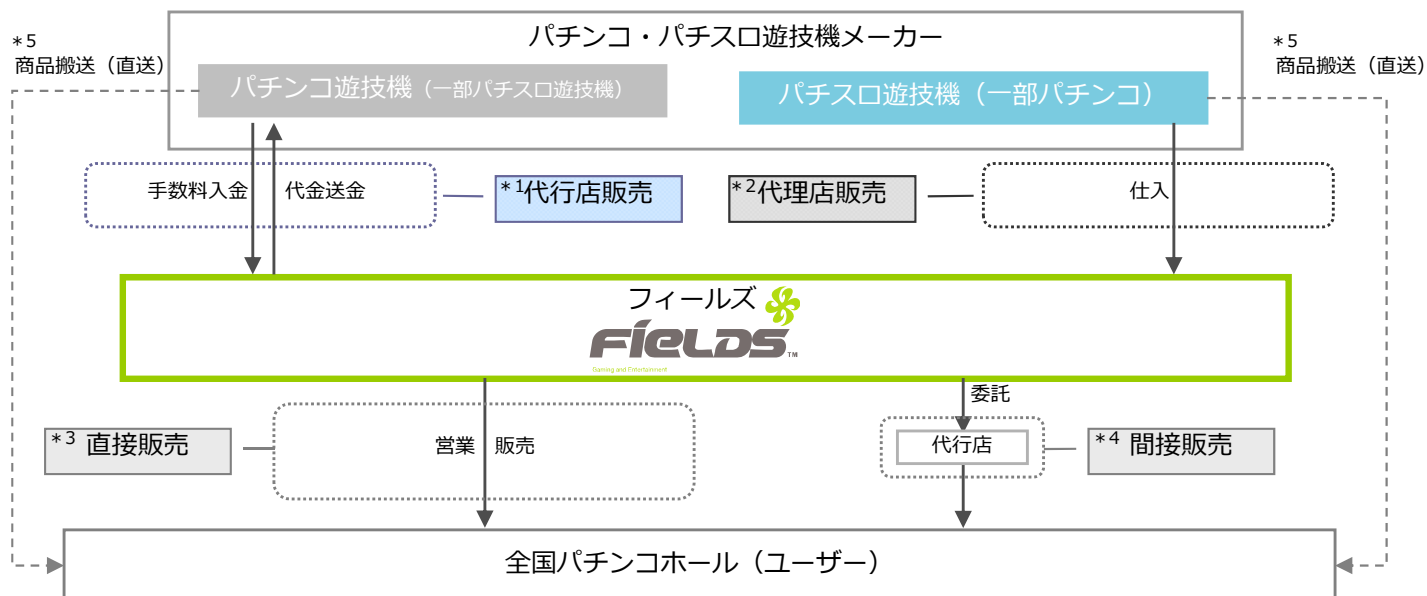 パチンコ・パチスロ遊技機メーカー
*5
商品搬送（直送）
*5
商品搬送（直送）
パチンコ遊技機（一部パチスロ遊技機）
パチスロ遊技機（一部パチンコ）
手数料入金
代金送金
*1代行店販売
*2代理店販売
仕入
フィールズ
FIELDS TM
Gaming and Entertainment
委託
*3 直接販売
営業
販売
代行店
*4 間接販売
全国パチンコホール（ユーザー）